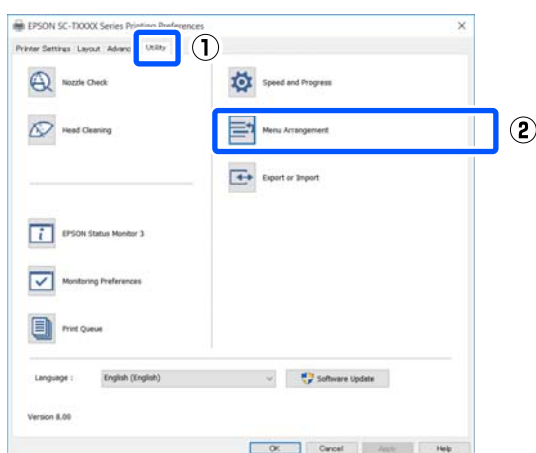 EPSON SC-TXXXX Series Printing Preferences
Printer Settings Layout Advanc Utility ①
Nozzle Check
Speed and Progress
Head Cleaning
Menu Arrangement ②
Export or Import
EPSON Status Monitor 3
Monitoring Preferences
Print Queue
Language : English (English) Software Update
Version 8.00
OK Cancel Apply Help